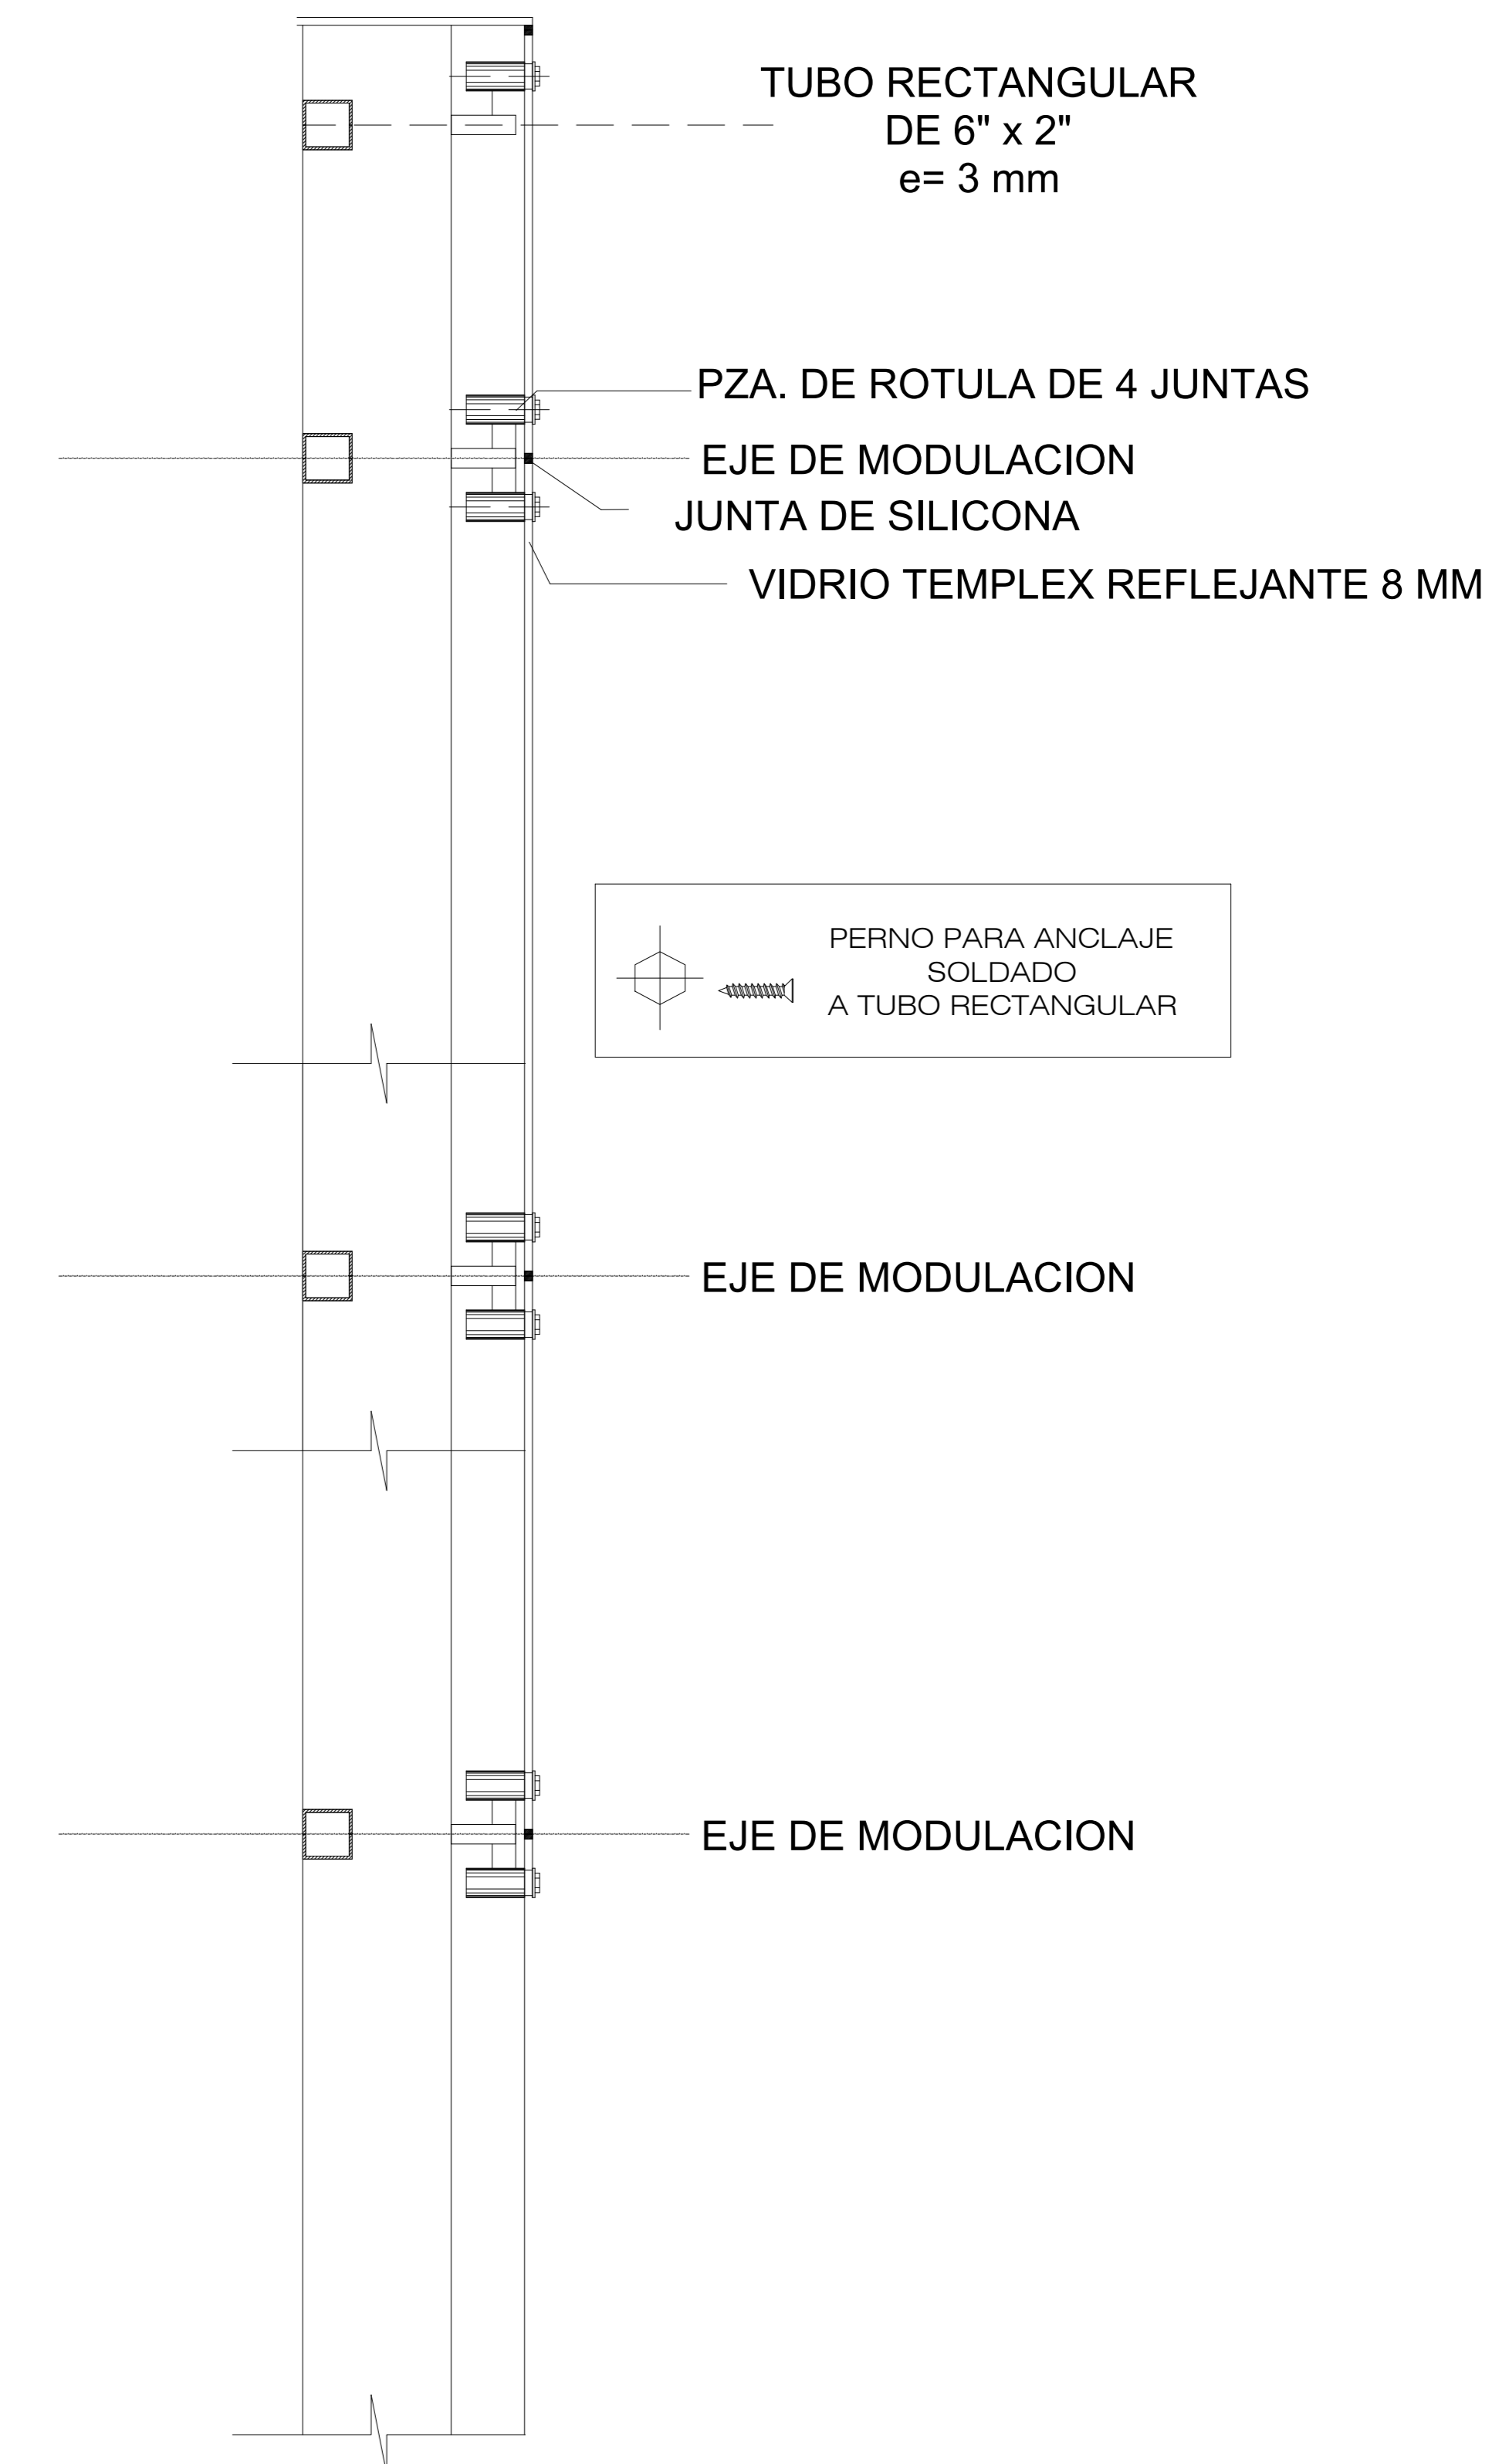 TUBO RECTANGULAR
DE 6" x 2"
e= 3 mm
PZA. DE ROTULA DE 4 JUNTAS
EJE DE MODULACION
JUNTA DE SILICONA
VIDRIO TEMPLEX REFLEJANTE 8 MM
PERNO PARA ANCLAJE
SOLDADO
A TUBO RECTANGULAR
EJE DE MODULACION
EJE DE MODULACION